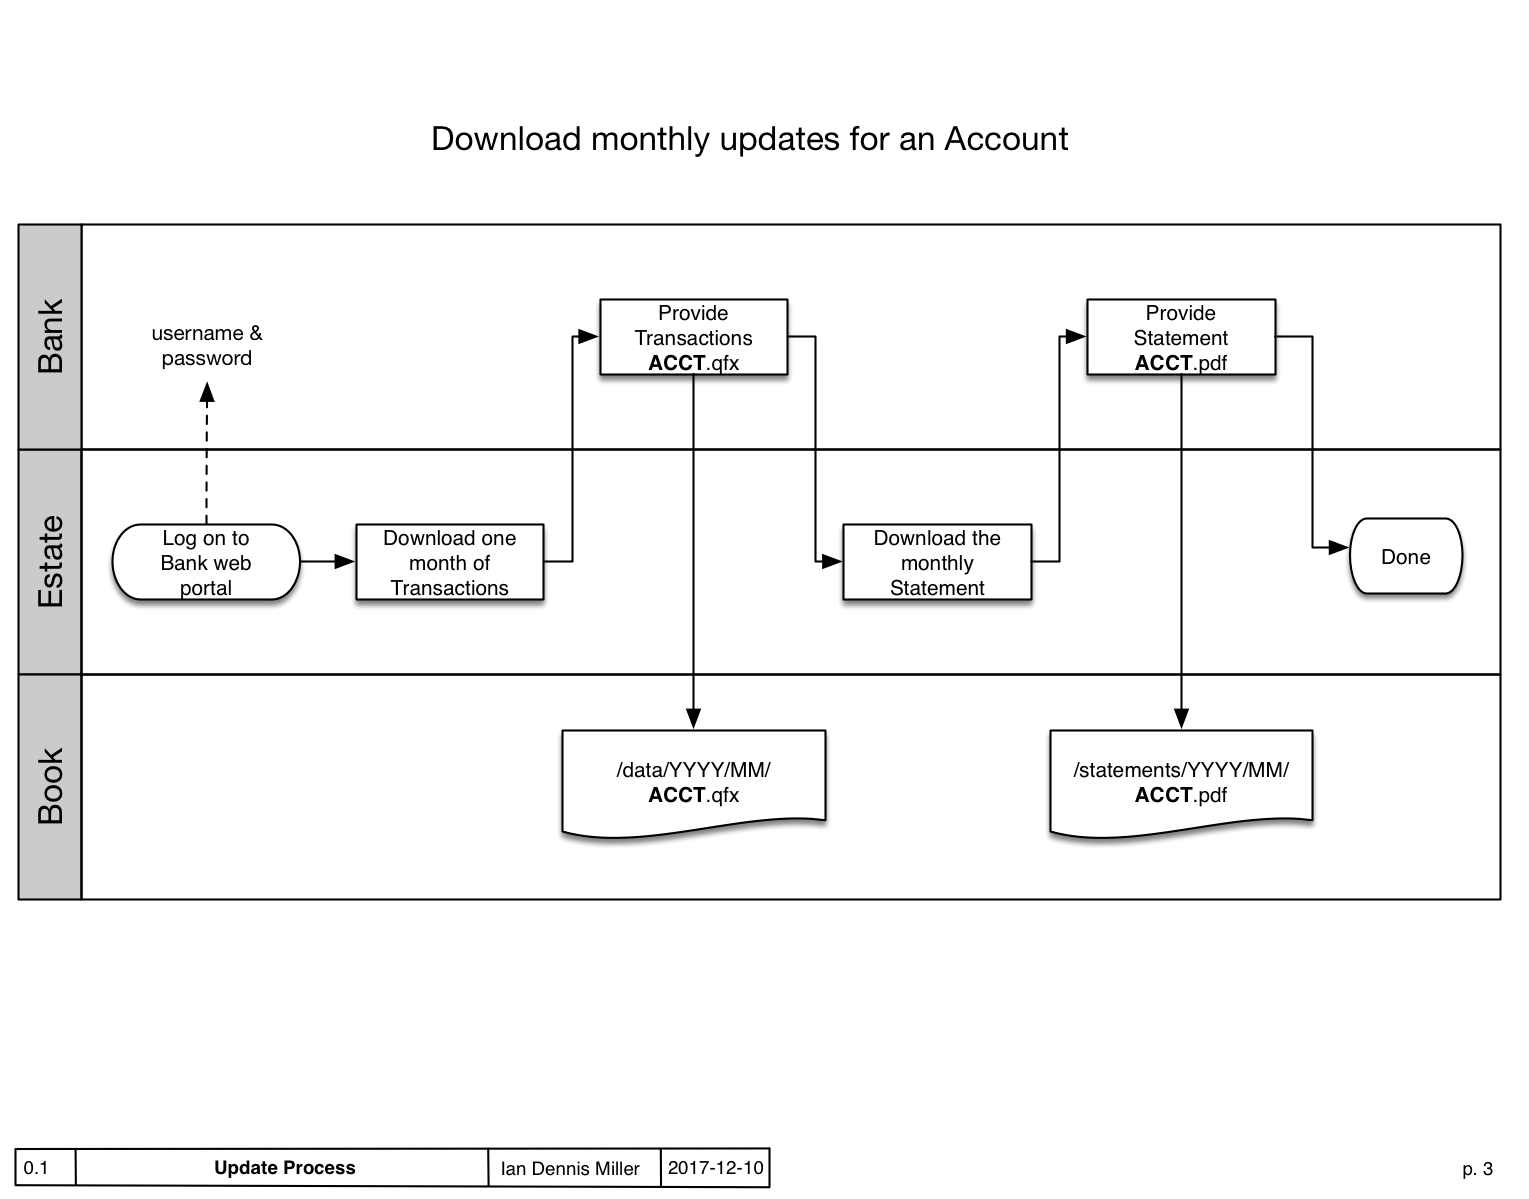 Download monthly updates for an Account
Bank
username &
password
Provide
Transactions
ACCT.qfx
Provide
Statement
ACCT.pdf
Estate
Log on to
Bank web
portal
Download one
month of
Transactions
Download the
monthly
Statement
Done
Book
/data/YYYY/MM/
ACCT.qfx
/statements/YYYY/MM/
ACCT.pdf
0.1
Update Process
Ian Dennis Miller
2017-12-10
p. 3